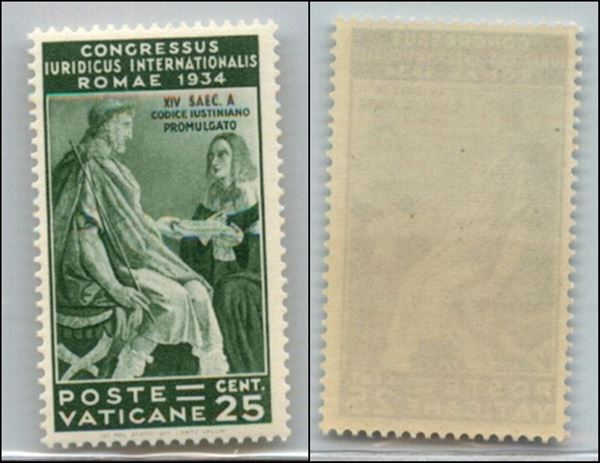 CONGRESSUS
IURIDICUS INTERNATIONALIS
ROMAE 1934
XIV SAEC. A
CODICE IUSTINIANO
PROMULGATO
POSTE = CENT.
VATICANE 25